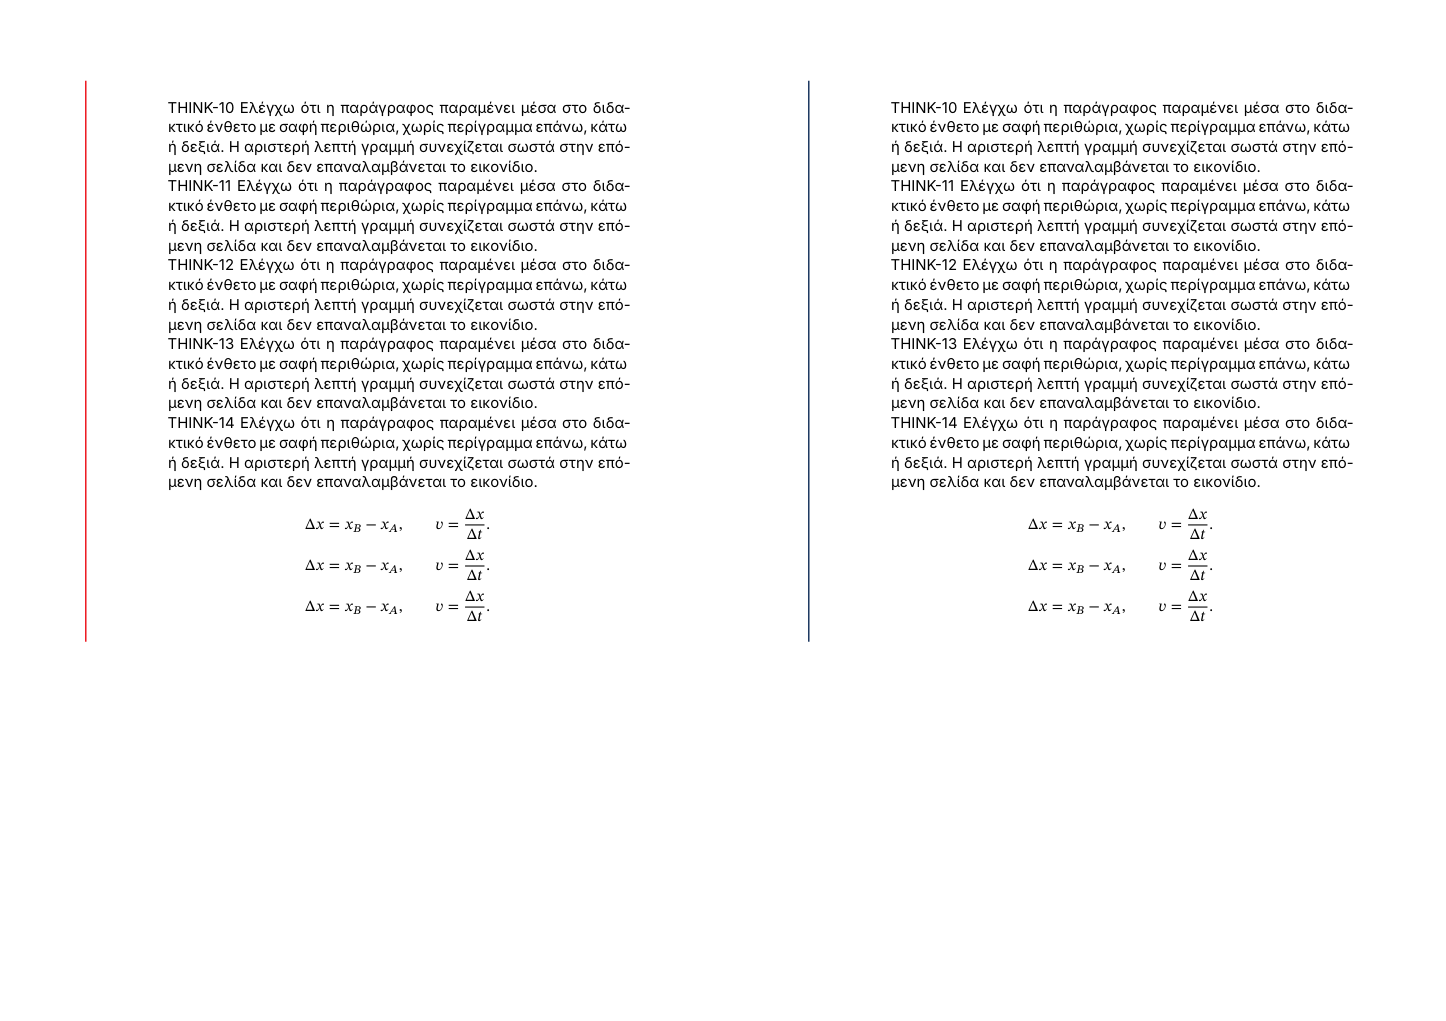 THINK-10 Ελέγχω ότι η παράγραφος παραμένει μέσα στο διδα-
κτικό ένθετο με σαφή περιθώρια, χωρίς περίγραμμα επάνω, κάτω
ή δεξιά. Η αριστερή λεπτή γραμμή συνεχίζεται σωστά στην επό-
μενη σελίδα και δεν επαναλαμβάνεται το εικονίδιο.
THINK-11 Ελέγχω ότι η παράγραφος παραμένει μέσα στο διδα-
κτικό ένθετο με σαφή περιθώρια, χωρίς περίγραμμα επάνω, κάτω
ή δεξιά. Η αριστερή λεπτή γραμμή συνεχίζεται σωστά στην επό-
μενη σελίδα και δεν επαναλαμβάνεται το εικονίδιο.
THINK-12 Ελέγχω ότι η παράγραφος παραμένει μέσα στο διδα-
κτικό ένθετο με σαφή περιθώρια, χωρίς περίγραμμα επάνω, κάτω
ή δεξιά. Η αριστερή λεπτή γραμμή συνεχίζεται σωστά στην επό-
μενη σελίδα και δεν επαναλαμβάνεται το εικονίδιο.
THINK-13 Ελέγχω ότι η παράγραφος παραμένει μέσα στο διδα-
κτικό ένθετο με σαφή περιθώρια, χωρίς περίγραμμα επάνω, κάτω
ή δεξιά. Η αριστερή λεπτή γραμμή συνεχίζεται σωστά στην επό-
μενη σελίδα και δεν επαναλαμβάνεται το εικονίδιο.
THINK-14 Ελέγχω ότι η παράγραφος παραμένει μέσα στο διδα-
κτικό ένθετο με σαφή περιθώρια, χωρίς περίγραμμα επάνω, κάτω
ή δεξιά. Η αριστερή λεπτή γραμμή συνεχίζεται σωστά στην επό-
μενη σελίδα και δεν επαναλαμβάνεται το εικονίδιο.
Δx = x_B − x_A, υ = Δx/Δt.
Δx = x_B − x_A, υ = Δx/Δt.
Δx = x_B − x_A, υ = Δx/Δt.
THINK-10 Ελέγχω ότι η παράγραφος παραμένει μέσα στο διδα-
κτικό ένθετο με σαφή περιθώρια, χωρίς περίγραμμα επάνω, κάτω
ή δεξιά. Η αριστερή λεπτή γραμμή συνεχίζεται σωστά στην επό-
μενη σελίδα και δεν επαναλαμβάνεται το εικονίδιο.
THINK-11 Ελέγχω ότι η παράγραφος παραμένει μέσα στο διδα-
κτικό ένθετο με σαφή περιθώρια, χωρίς περίγραμμα επάνω, κάτω
ή δεξιά. Η αριστερή λεπτή γραμμή συνεχίζεται σωστά στην επό-
μενη σελίδα και δεν επαναλαμβάνεται το εικονίδιο.
THINK-12 Ελέγχω ότι η παράγραφος παραμένει μέσα στο διδα-
κτικό ένθετο με σαφή περιθώρια, χωρίς περίγραμμα επάνω, κάτω
ή δεξιά. Η αριστερή λεπτή γραμμή συνεχίζεται σωστά στην επό-
μενη σελίδα και δεν επαναλαμβάνεται το εικονίδιο.
THINK-13 Ελέγχω ότι η παράγραφος παραμένει μέσα στο διδα-
κτικό ένθετο με σαφή περιθώρια, χωρίς περίγραμμα επάνω, κάτω
ή δεξιά. Η αριστερή λεπτή γραμμή συνεχίζεται σωστά στην επό-
μενη σελίδα και δεν επαναλαμβάνεται το εικονίδιο.
THINK-14 Ελέγχω ότι η παράγραφος παραμένει μέσα στο διδα-
κτικό ένθετο με σαφή περιθώρια, χωρίς περίγραμμα επάνω, κάτω
ή δεξιά. Η αριστερή λεπτή γραμμή συνεχίζεται σωστά στην επό-
μενη σελίδα και δεν επαναλαμβάνεται το εικονίδιο.
Δx = x_B − x_A, υ = Δx/Δt.
Δx = x_B − x_A, υ = Δx/Δt.
Δx = x_B − x_A, υ = Δx/Δt.